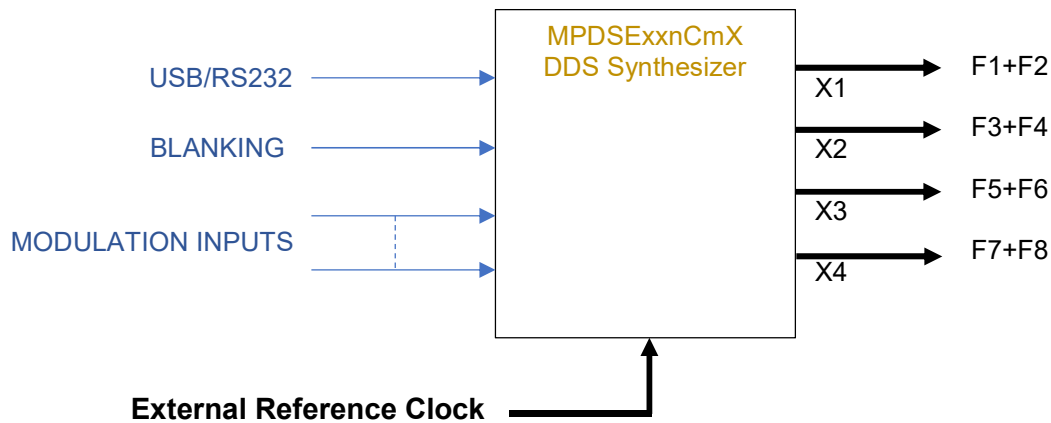 MPDSExxnCmX
DDS Synthesizer
USB/RS232
BLANKING
MODULATION INPUTS
X1
F1+F2
X2
F3+F4
X3
F5+F6
X4
F7+F8
External Reference Clock